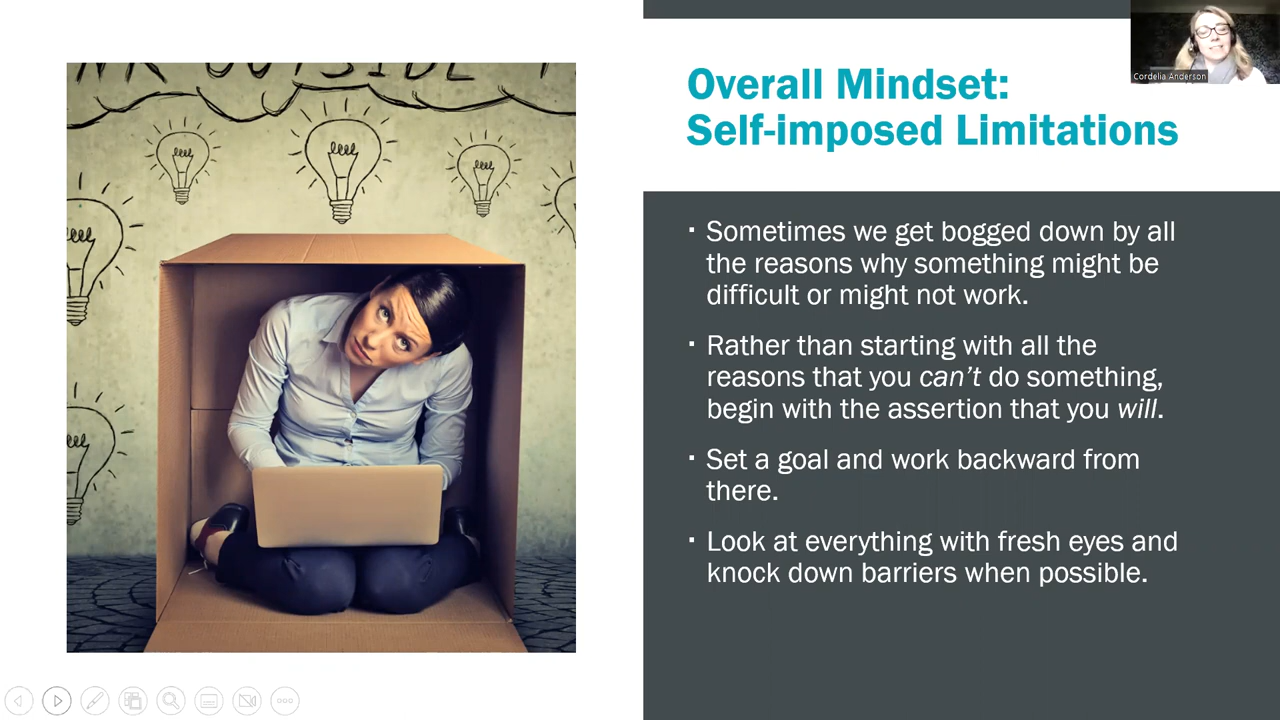 OUTSIDE
Cordelia Anderson
Overall Mindset:
Self-imposed Limitations
Sometimes we get bogged down by all
the reasons why something might be
difficult or might not work.
Rather than starting with all the
reasons that you can’t do something,
begin with the assertion that you will.
Set a goal and work backward from
there.
Look at everything with fresh eyes and
knock down barriers when possible.